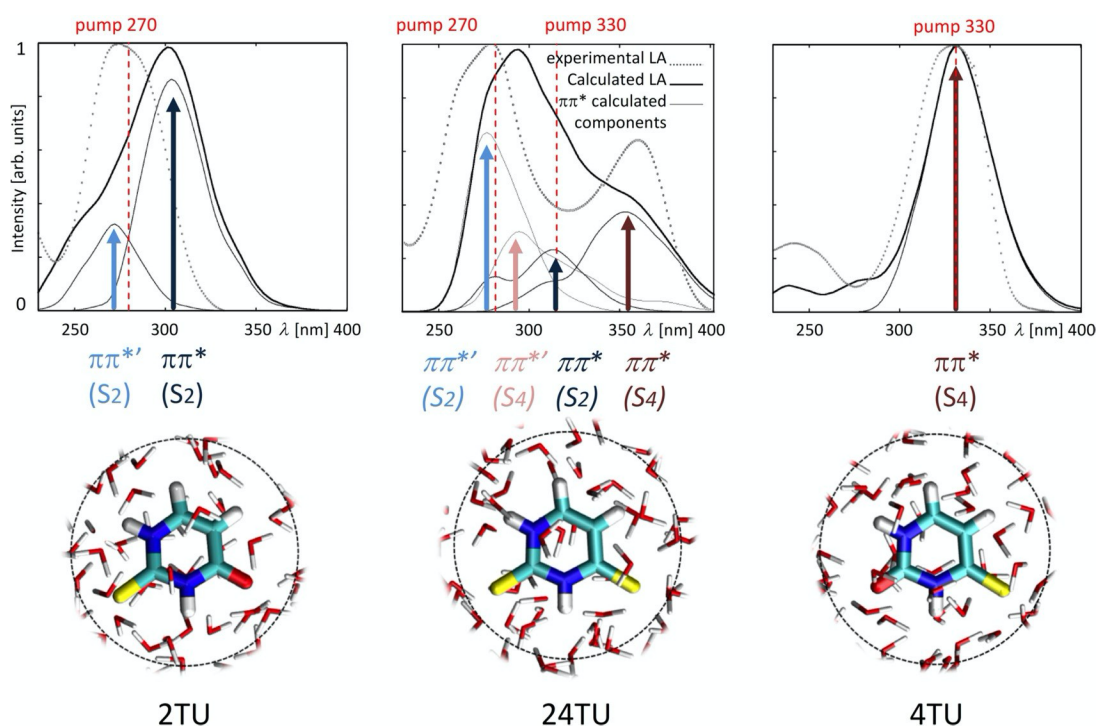 pump 270
pump 270
pump 330
pump 330
Intensity [arb. units]
1
0
250
300
350
λ [nm]
400
experimental LA
Calculated LA
ππ* calculated
components
250
300
350
λ [nm]
400
250
300
350
λ [nm]
400
ππ*’
(S2)
ππ*
(S2)
ππ*’
(S2)
ππ*’
(S4)
ππ*
(S2)
ππ*
(S4)
ππ*
(S4)
2TU
24TU
4TU